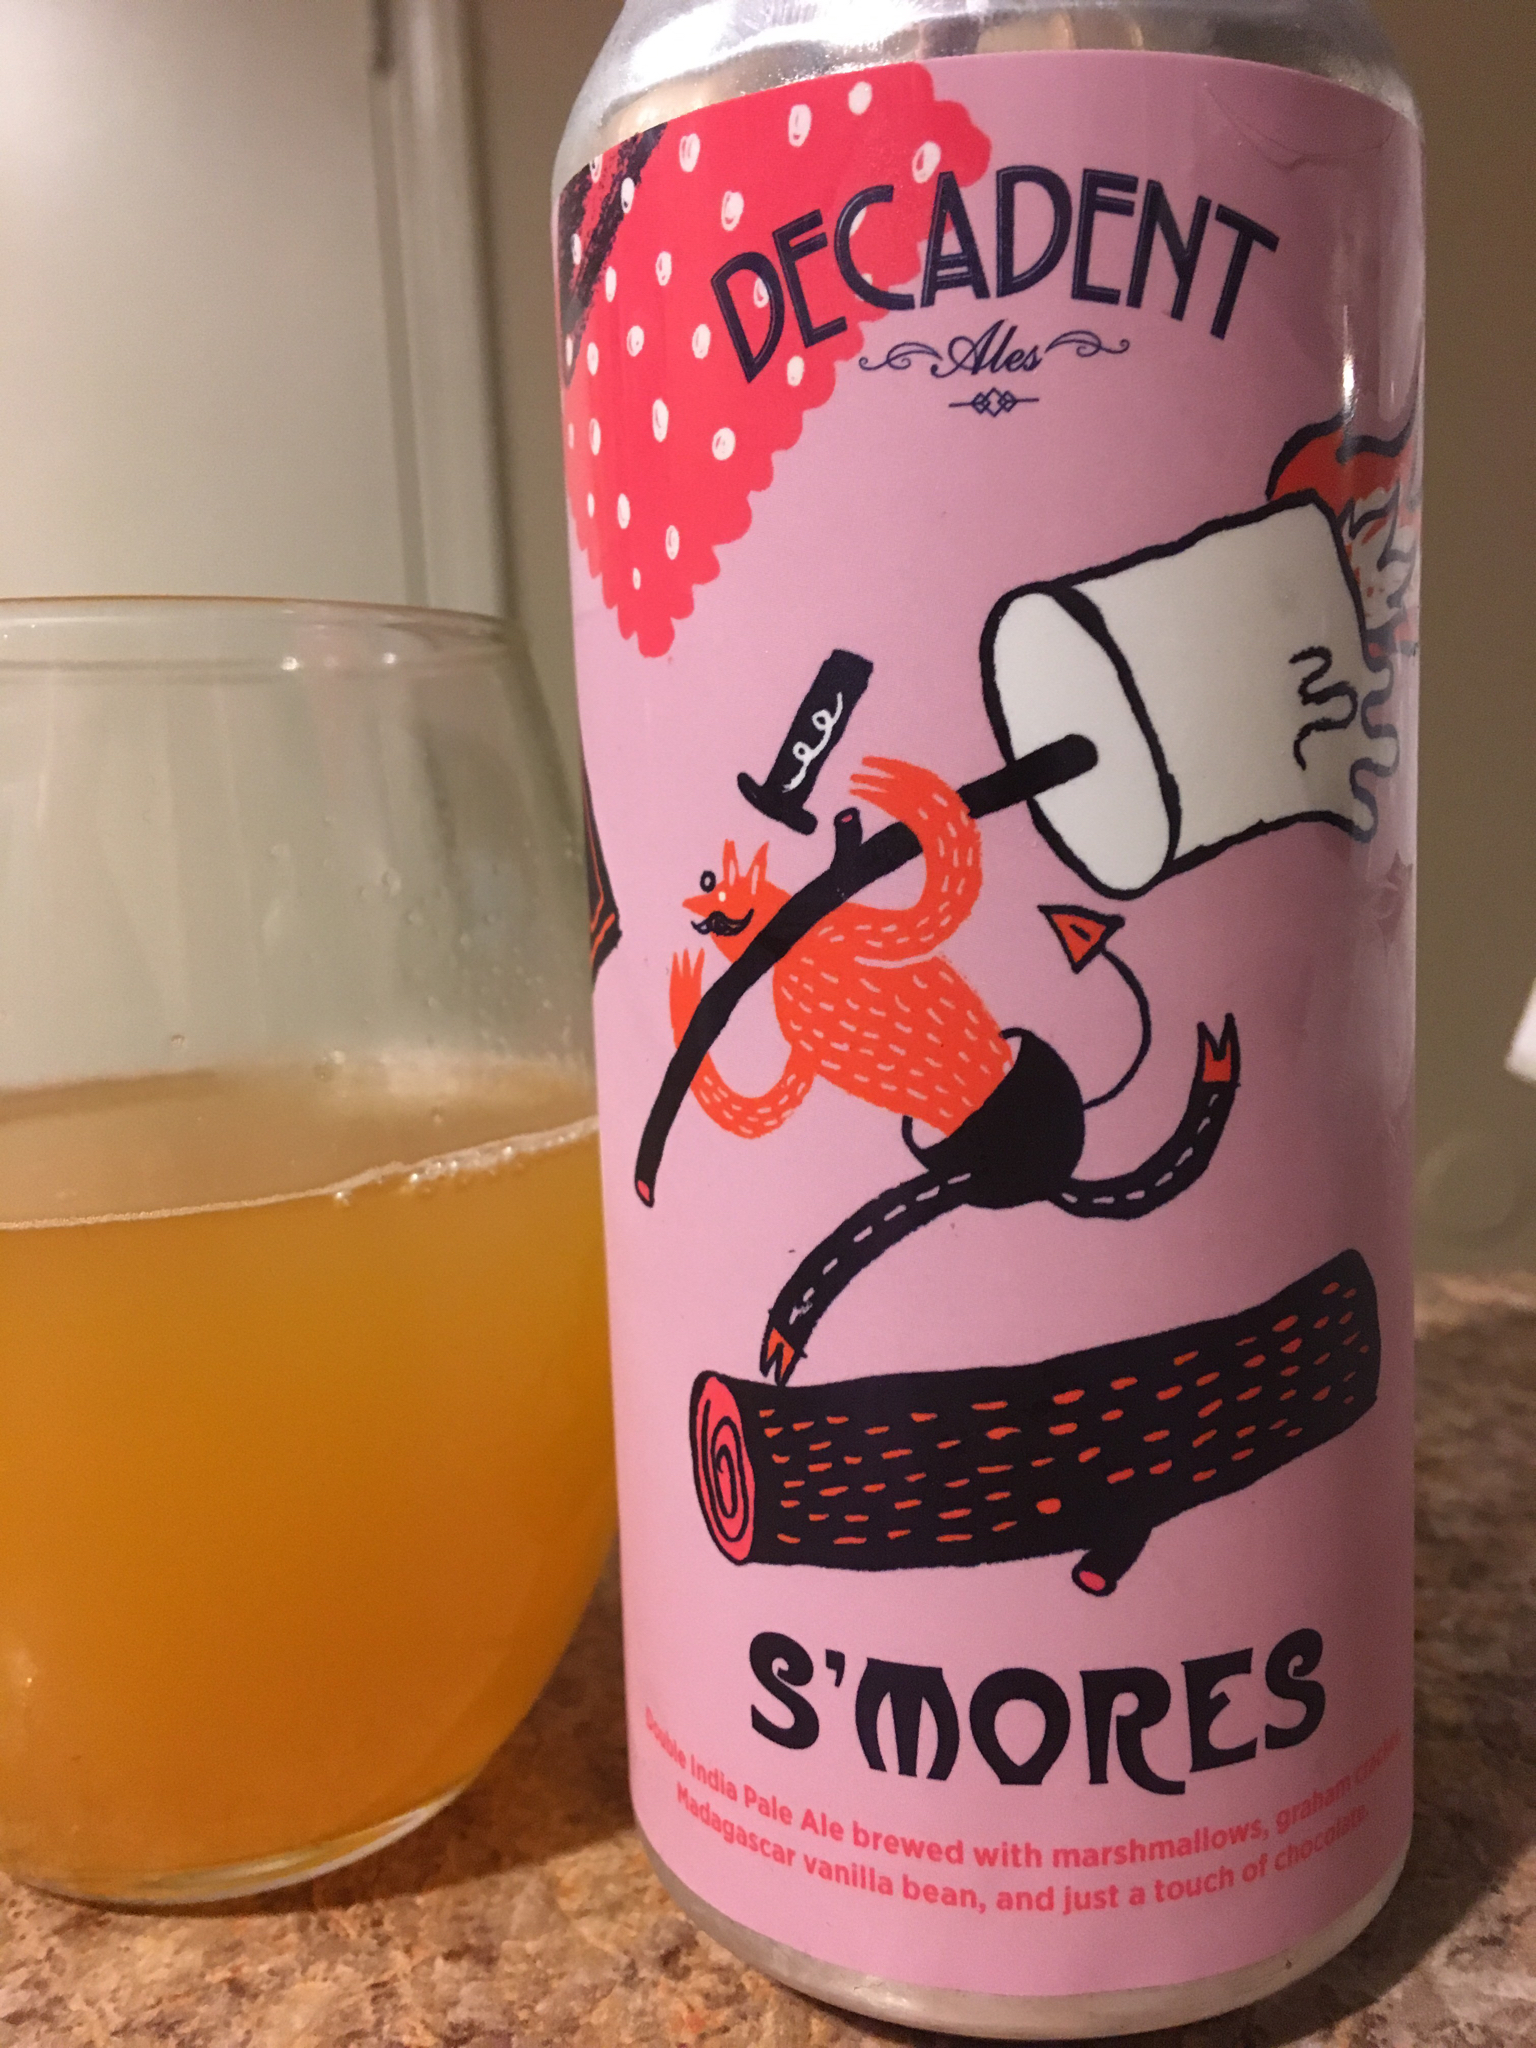 DECADENT
Ales
S'MORES
Double India Pale Ale brewed with marshmallows, graham cracker,
Madagascar vanilla bean, and just a touch of chocolate.